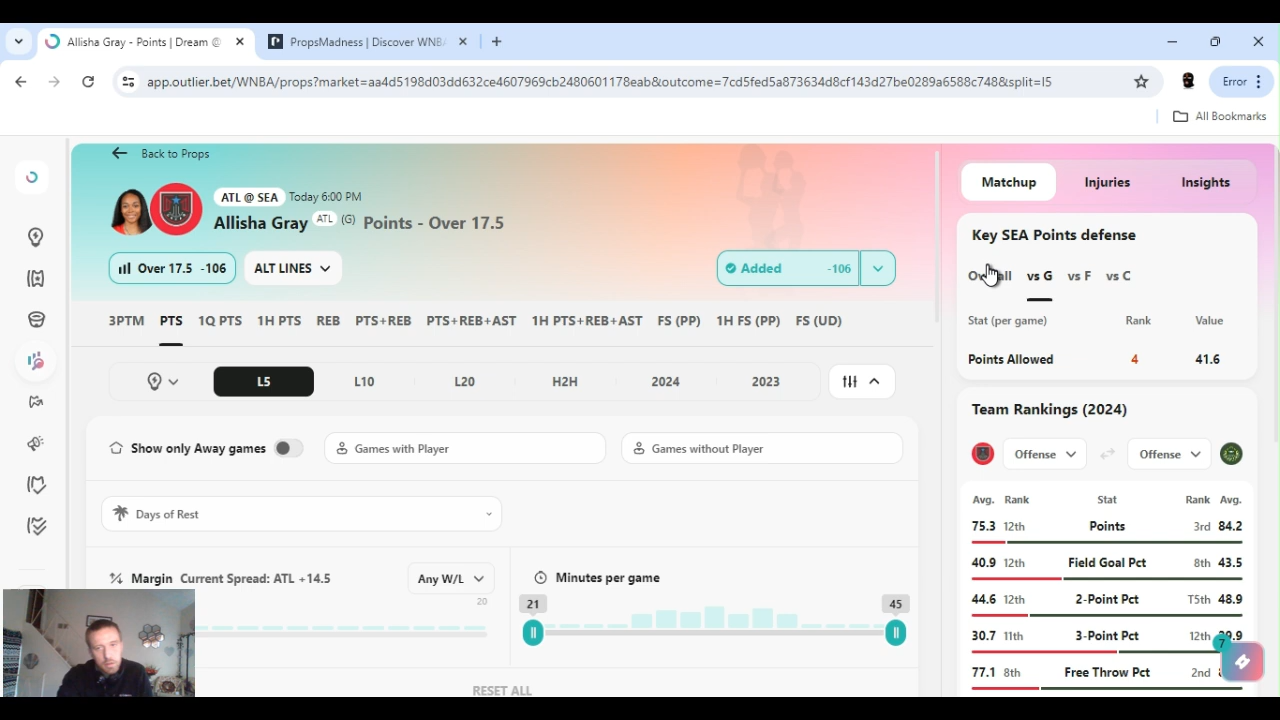 Allisha Gray - Points | Dream @
PropsMadness | Discover WNB
app.outlier.bet/WNBA/props?market=aa4d5198d03dd632ce4607969cb2480601178eab&outcome=7cd5fed5a873634d8cf143d27be0289a6588c748&split=l5
Error
All Bookmarks
Back to Props
ATL @ SEA Today 6:00 PM
Allisha Gray ATL (G) Points - Over 17.5
Over 17.5 -106
ALT LINES
Added -106
3PTM PTS 1Q PTS 1H PTS REB PTS+REB PTS+REB+AST 1H PTS+REB+AST FS (PP) 1H FS (PP) FS (UD)
L5 L10 L20 H2H 2024 2023
Show only Away games
Games with Player
Games without Player
Days of Rest
Margin Current Spread: ATL +14.5
Any W/L
20
Minutes per game
21 45
RESET ALL
Matchup Injuries Insights
Key SEA Points defense
vs G vs F vs C
Stat (per game) Rank Value
Points Allowed 4 41.6
Team Rankings (2024)
Offense Offense
Avg. Rank Stat Rank Avg.
75.3 12th Points 3rd 84.2
40.9 12th Field Goal Pct 8th 43.5
44.6 12th 2-Point Pct T5th 48.9
30.7 11th 3-Point Pct 12th
7
77.1 8th Free Throw Pct 2nd